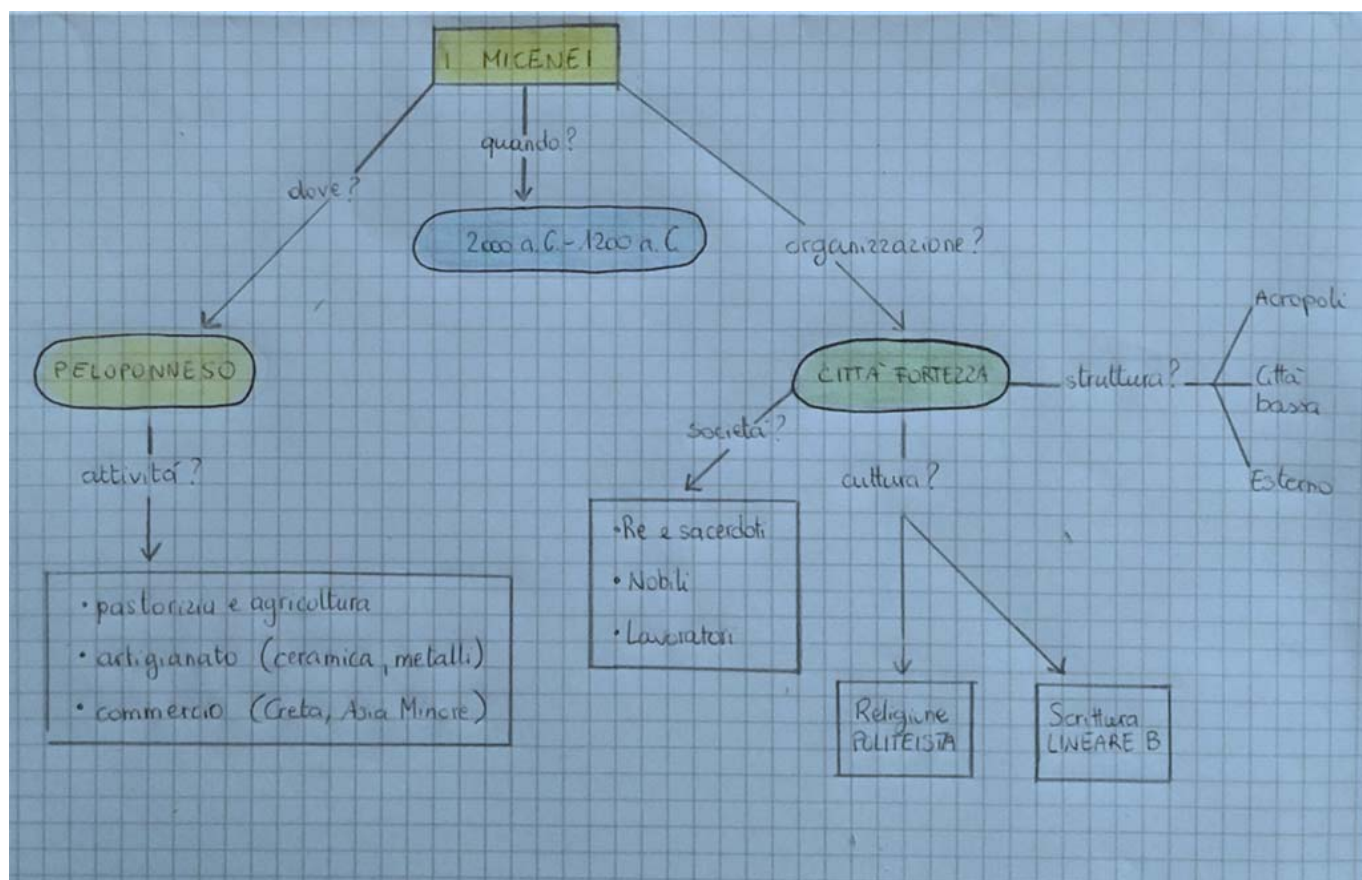 I MICENEI
quando?
dove?
2000 a.C. - 1200 a.C
organizzazione?
PELOPONNESO
CITTÀ FORTEZZA
struttura?
Acropoli
Città
bassa
Esterno
attività?
società?
cultura?
• pastorizia e agricoltura
• artigianato (ceramica, metalli)
• commercio (Creta, Asia Minore)
• Re e sacerdoti
• Nobili
• Lavoratori
Religione
POLITEISTA
Scrittura
LINEARE B